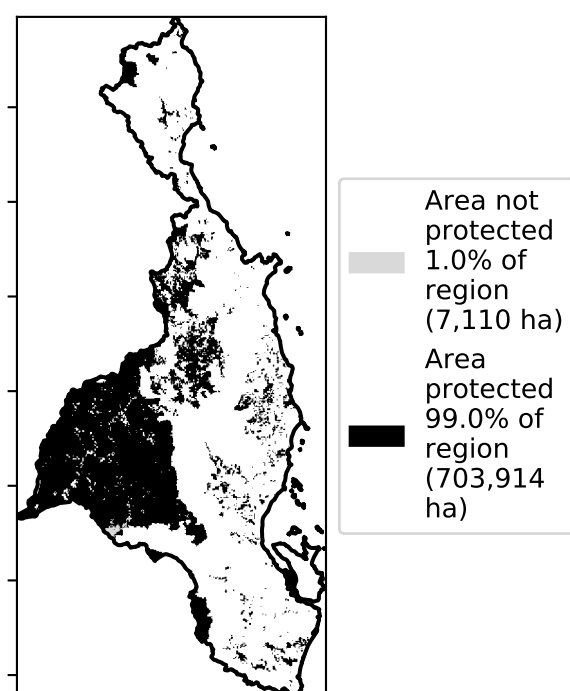 Area not
protected
1.0% of
region
(7,110 ha)
Area
protected
99.0% of
region
(703,914
ha)